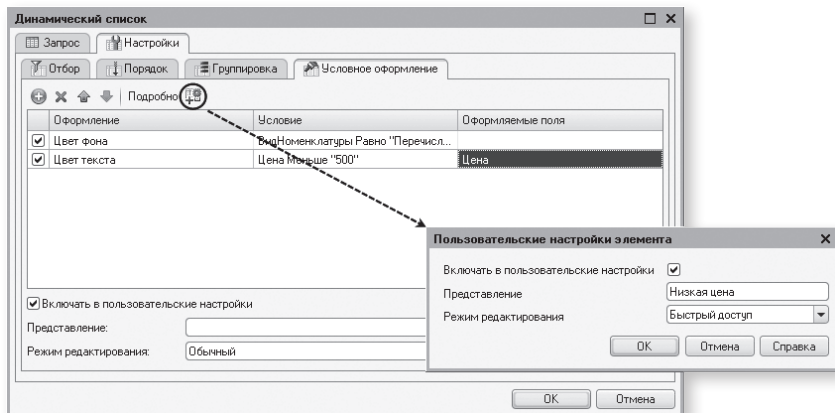 Динамический список
Запрос Настройки
Отбор Порядок Группировка Условное оформление
Подробно
Оформление Условие Оформляемые поля
Цвет фона ВидНоменклатуры Равно "Перечисл...
Цвет текста Цена Меньше "500" Цена
Включать в пользовательские настройки
Представление:
Режим редактирования: Обычный
OK Отмена
Пользовательские настройки элемента
Включать в пользовательские настройки
Представление Низкая цена
Режим редактирования Быстрый доступ
OK Отмена Справка